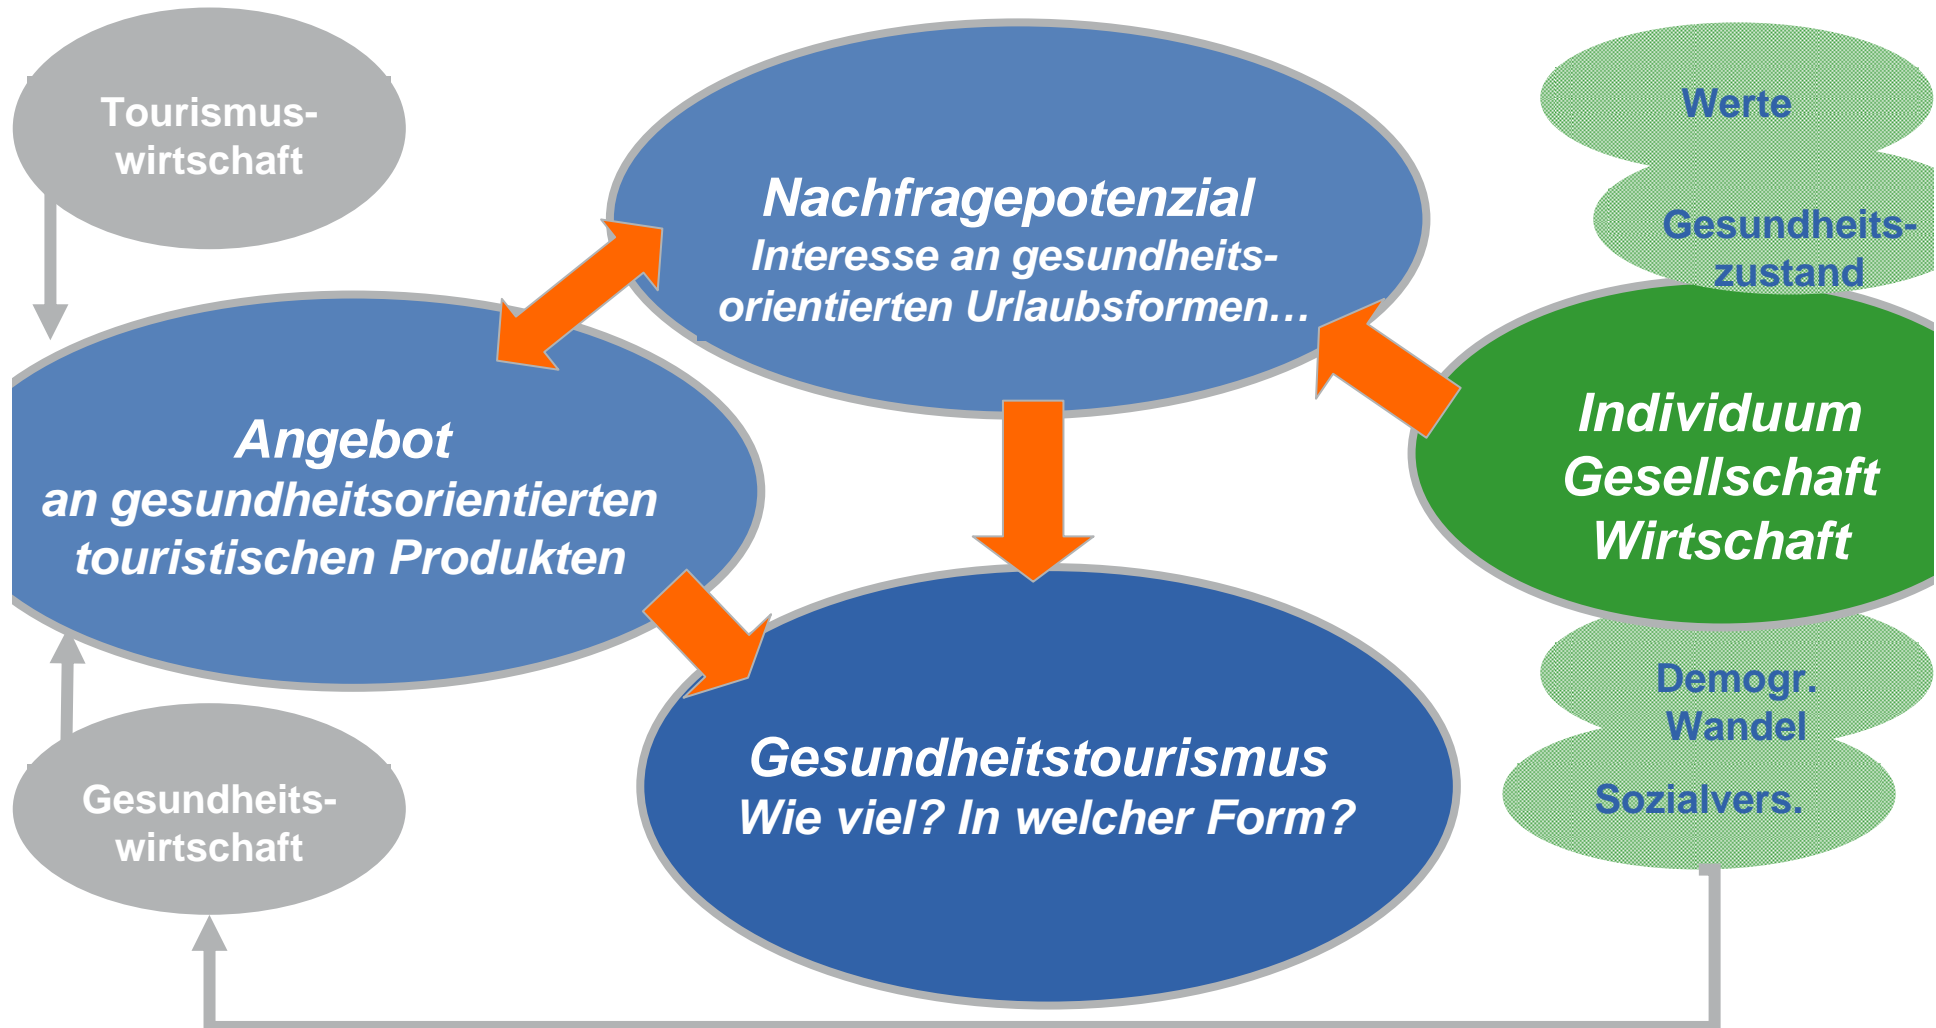 Tourismus-
wirtschaft
Nachfragepotenzial
Interesse an gesundheits-
orientierten Urlaubsformen…
Werte
Gesundheits-
zustand
Angebot
an gesundheitsorientierten
touristischen Produkten
Individuum
Gesellschaft
Wirtschaft
Gesundheitstourismus
Wie viel? In welcher Form?
Demogr.
Wandel
Sozialvers.
Gesundheits-
wirtschaft